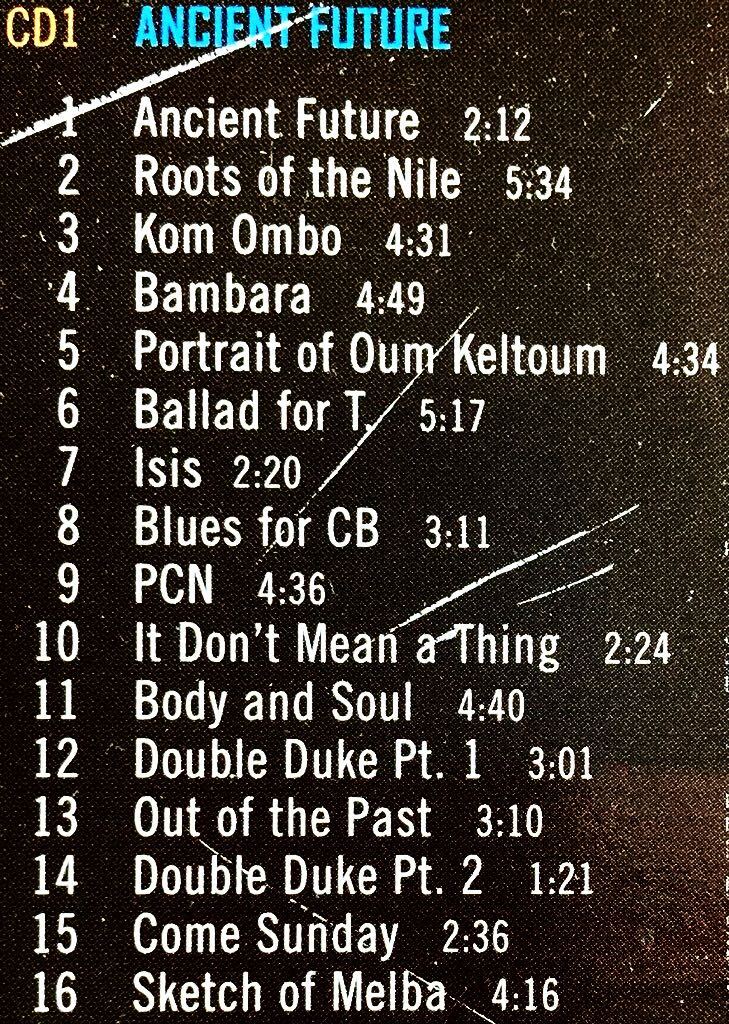 CD1 ANCIENT FUTURE
1 Ancient Future 2:12
2 Roots of the Nile 5:34
3 Kom Ombo 4:31
4 Bambara 4:49
5 Portrait of Oum Keltoum 4:34
6 Ballad for T. 5:17
7 Isis 2:20
8 Blues for CB 3:11
9 PCN 4:36
10 It Don't Mean a Thing 2:24
11 Body and Soul 4:40
12 Double Duke Pt. 1 3:01
13 Out of the Past 3:10
14 Double Duke Pt. 2 1:21
15 Come Sunday 2:36
16 Sketch of Melba 4:16